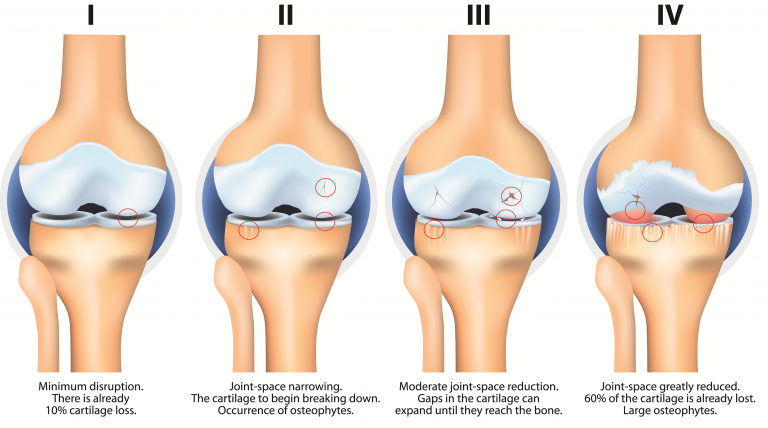 I
II
III
IV
Minimum disruption.
There is already
10% cartilage loss.
Joint-space narrowing.
The cartilage to begin breaking down.
Occurrence of osteophytes.
Moderate joint-space reduction.
Gaps in the cartilage can
expand until they reach the bone.
Joint-space greatly reduced.
60% of the cartilage is already lost.
Large osteophytes.